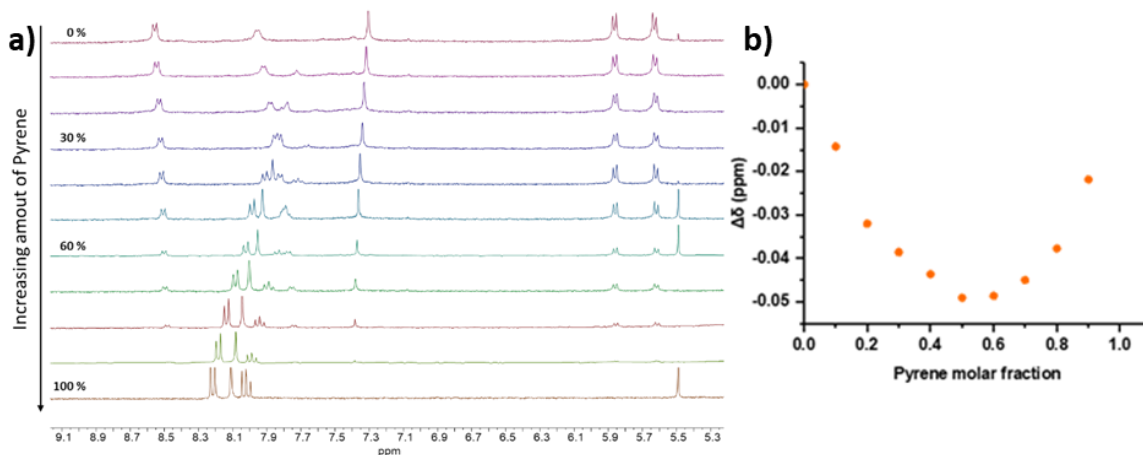 a)
0 %
30 %
60 %
100 %
Increasing amout of Pyrene
9.1 8.9 8.7 8.5 8.3 8.1 7.9 7.7 7.5 7.3 7.1 6.9 6.7 6.5 6.3 6.1 5.9 5.7 5.5 5.3
ppm
b)
0.00
-0.01
-0.02
-0.03
-0.04
-0.05
Δδ (ppm)
0.0 0.2 0.4 0.6 0.8 1.0
Pyrene molar fraction